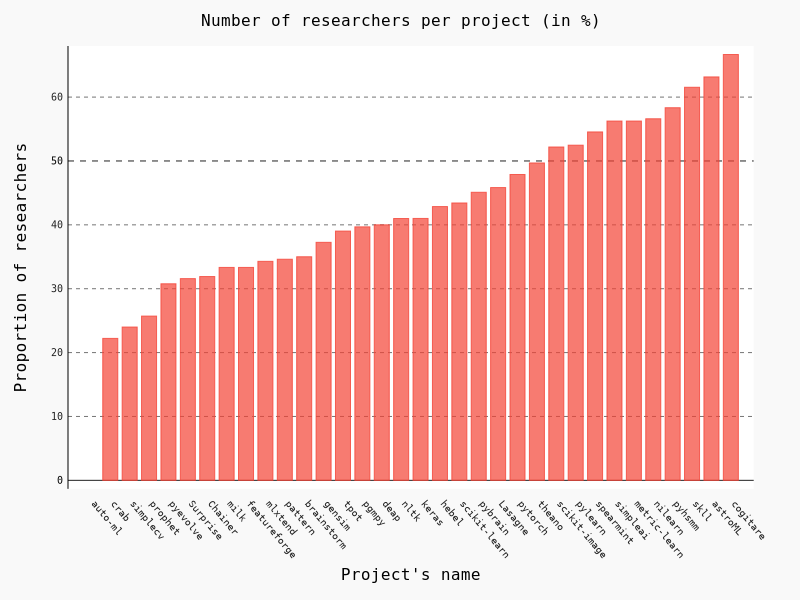 Number of researchers per project (in %)
Proportion of researchers
60
50
40
30
20
10
0
auto-ml
crab
simplecv
prophet
pyevolve
Surprise
Chainer
milk
featureforge
mlxtend
pattern
brainstorm
gensim
tpot
pgmpy
deap
nltk
keras
hebel
scikit-learn
pybrain
Lasagne
pytorch
theano
scikit-image
pylearn
spearmint
simpleai
metric-learn
nilearn
pyhsmm
skll
astroML
cogitare
Project's name